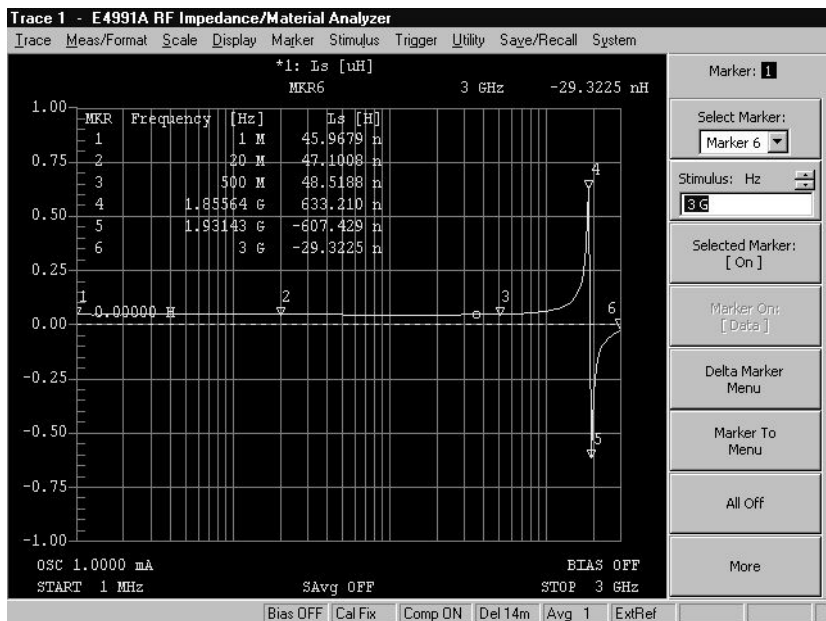 Trace 1 - E4991A RF Impedance/Material Analyzer
Trace Meas/Format Scale Display Marker Stimulus Trigger Utility Save/Recall System
*1: Ls [uH]
MKR6 3 GHz -29.3225 nH
MKR Frequency [Hz] Ls [H]
1 1 M 45.9679 n
2 20 M 47.1008 n
3 500 M 48.5188 n
4 1.85564 G 633.210 n
5 1.93143 G -607.429 n
6 3 G -29.3225 n
1.00
0.75
0.50
0.25
0.00
-0.25
-0.50
-0.75
-1.00
1
0.00000 H
2
3
4
5
6
OSC 1.0000 mA BIAS OFF
START 1 MHz SAvg OFF STOP 3 GHz
Marker: 1
Select Marker:
Marker 6
Stimulus: Hz
3 G
Selected Marker:
[ On ]
Marker On:
[ Data ]
Delta Marker
Menu
Marker To
Menu
All Off
More
Bias OFF Cal Fix Comp ON Del 14m Avg 1 ExtRef